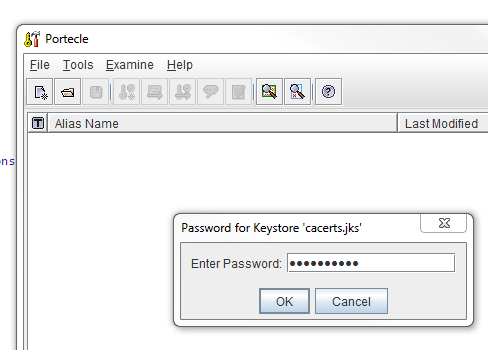 Portecle
File Tools Examine Help
T Alias Name Last Modified
ons
Password for Keystore 'cacerts.jks'
Enter Password: ••••••••••
OK Cancel